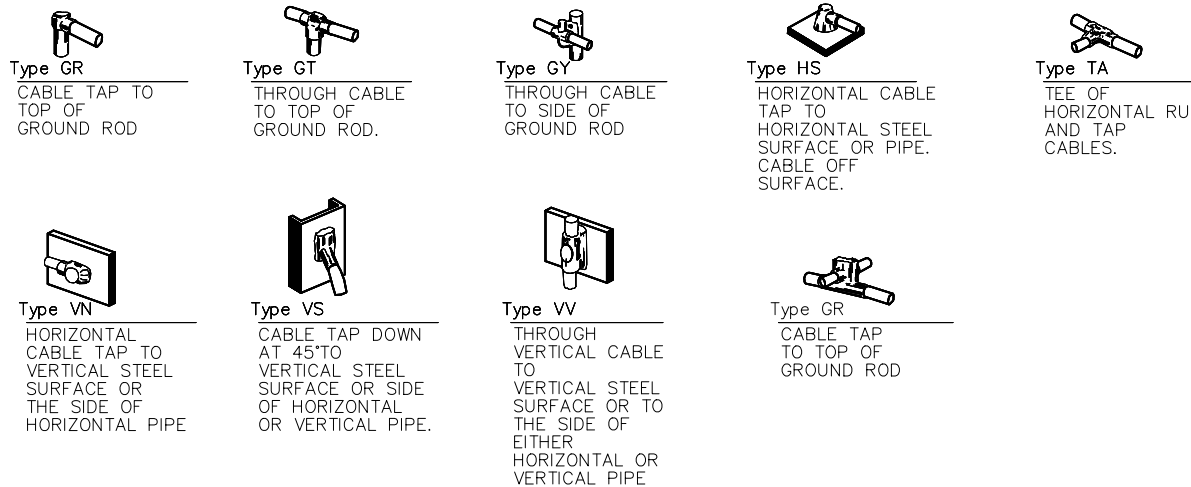 Type GR
CABLE TAP TO
TOP OF
GROUND ROD
Type GT
THROUGH CABLE
TO TOP OF
GROUND ROD.
Type GY
THROUGH CABLE
TO SIDE OF
GROUND ROD
Type HS
HORIZONTAL CABLE
TAP TO
HORIZONTAL STEEL
SURFACE OR PIPE.
CABLE OFF
SURFACE.
Type TA
TEE OF
HORIZONTAL RU
AND TAP
CABLES.
Type VN
HORIZONTAL
CABLE TAP TO
VERTICAL STEEL
SURFACE OR
THE SIDE OF
HORIZONTAL PIPE
Type VS
CABLE TAP DOWN
AT 45°TO
VERTICAL STEEL
SURFACE OR SIDE
OF HORIZONTAL
OR VERTICAL PIPE.
Type VV
THROUGH
VERTICAL CABLE
TO
VERTICAL STEEL
SURFACE OR TO
THE SIDE OF
EITHER
HORIZONTAL OR
VERTICAL PIPE
Type GR
CABLE TAP
TO TOP OF
GROUND ROD